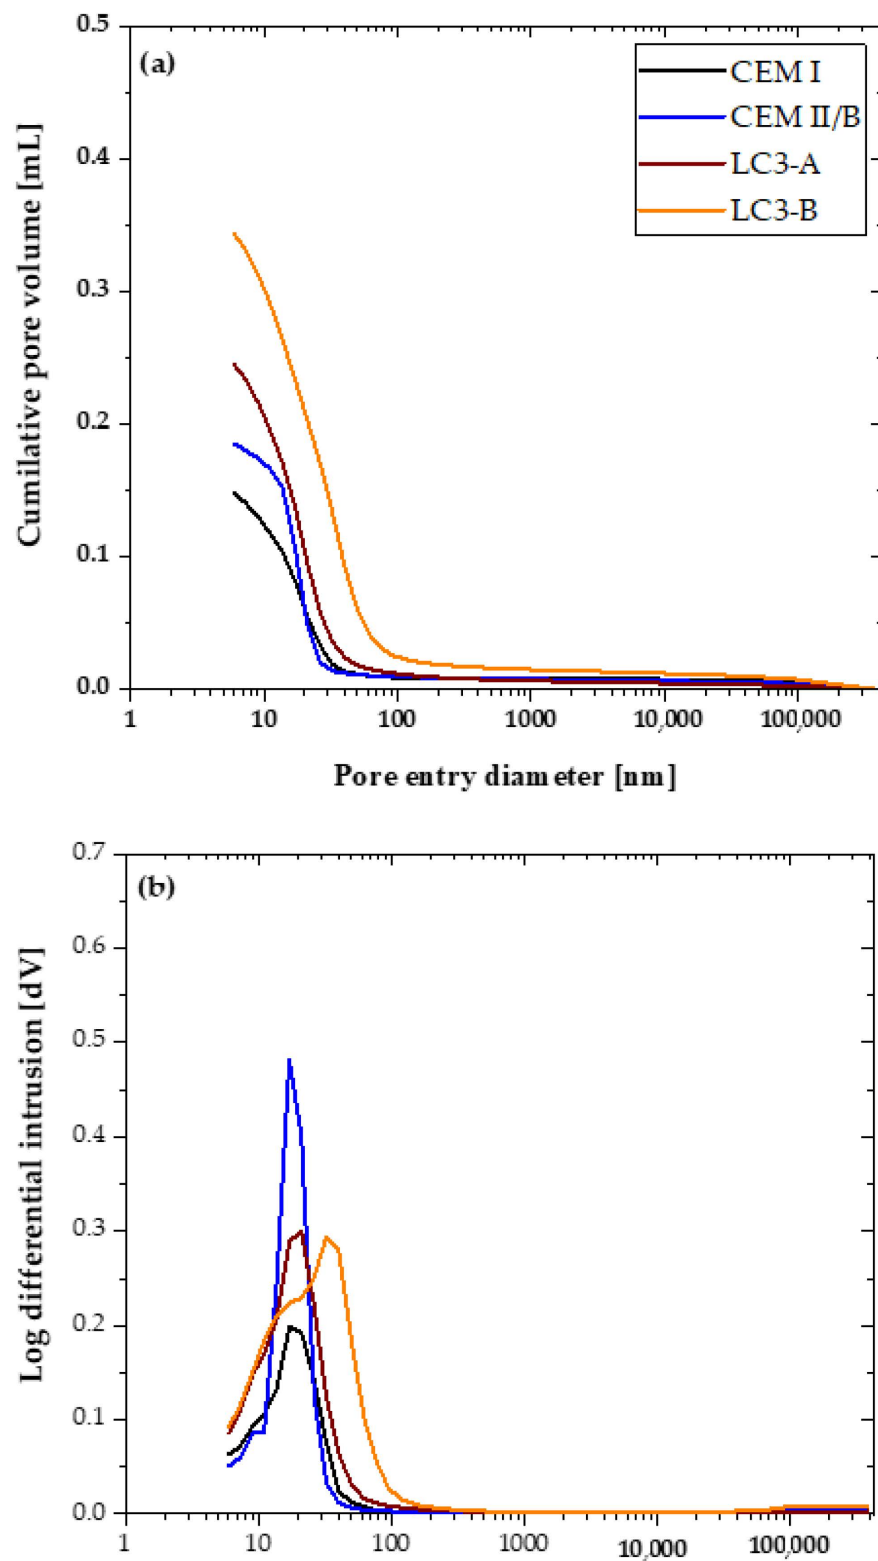 (a)
CEM I
CEM II/B
LC3-A
LC3-B
Cumilative pore volume [mL]
0.5
0.4
0.3
0.2
0.1
0.0
1 10 100 1000 10,000 100,000
Pore entry diameter [nm]
(b)
Log differential intrusion [dV]
0.7
0.6
0.5
0.4
0.3
0.2
0.1
0.0
1 10 100 1000 10,000 100,000